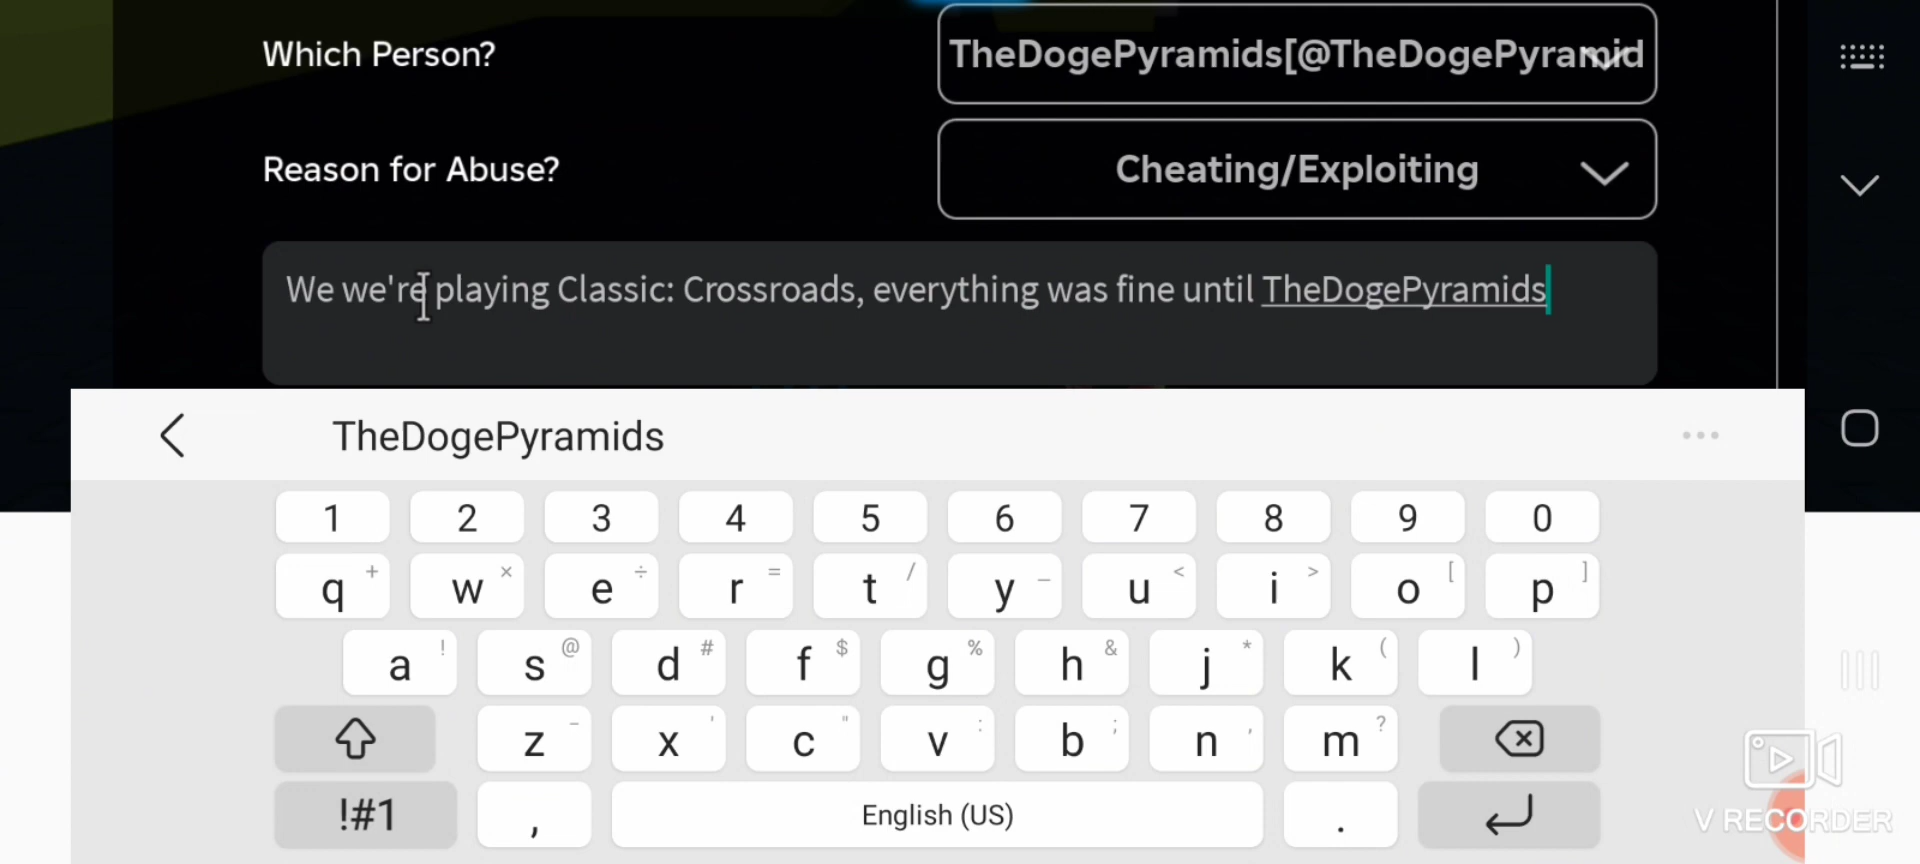 Which Person?
TheDogePyramids[@TheDogePyramid
Reason for Abuse?
Cheating/Exploiting
We we're playing Classic: Crossroads, everything was fine until TheDogePyramids
TheDogePyramids
1 2 3 4 5 6 7 8 9 0
q + w × e ÷ r = t / y _ u < i > o [ p ]
a ! s @ d # f $ g % h & j * k ( l )
z - x ' c " v : b ; n , m ?
!#1 , English (US) .
V RECORDER